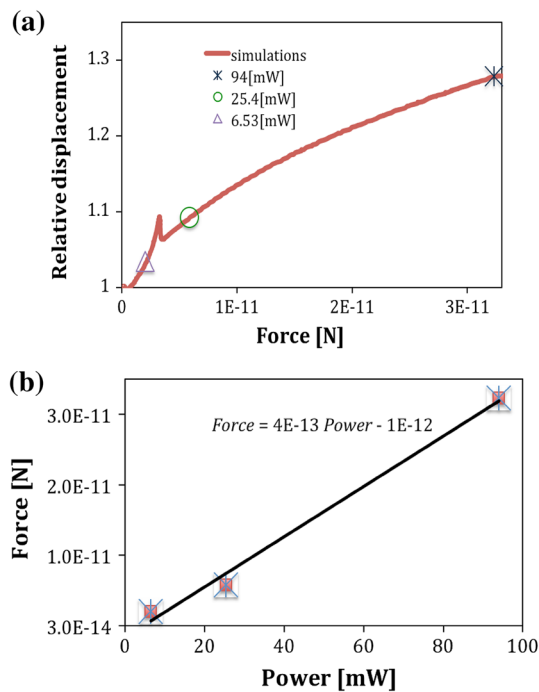 (a)
Relative displacement
1.3
1.2
1.1
1
simulations
94[mW]
25.4[mW]
6.53[mW]
0
1E-11
2E-11
3E-11
Force [N]
(b)
Force [N]
3.0E-11
2.0E-11
1.0E-11
3.0E-14
Force = 4E-13 Power - 1E-12
0
20
40
60
80
100
Power [mW]